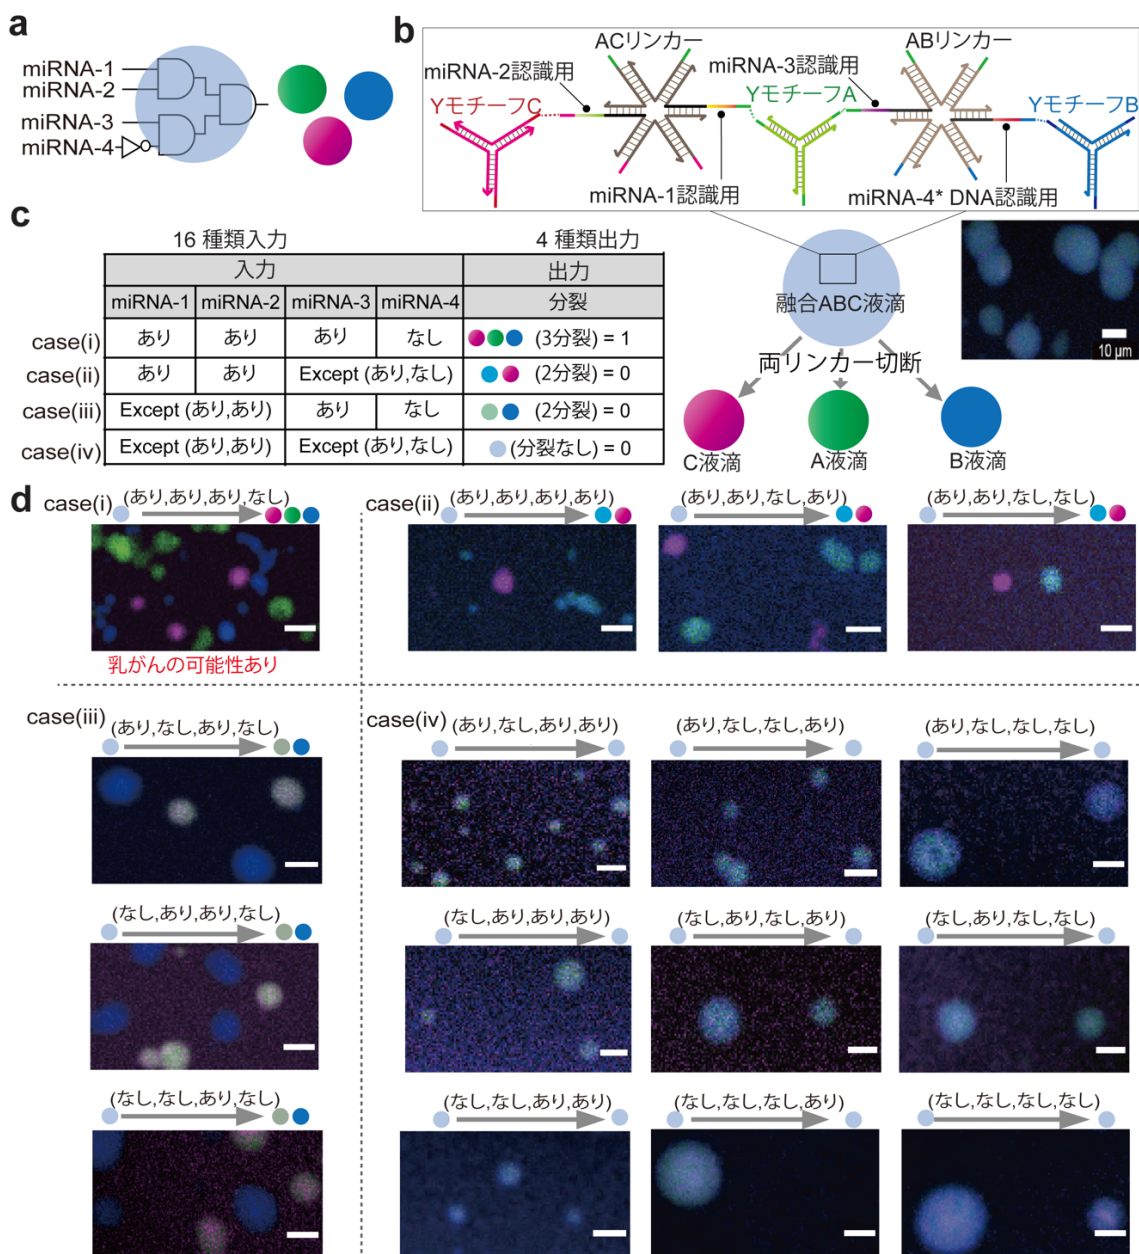 a
miRNA-1
miRNA-2
miRNA-3
miRNA-4
b
ACリンカー
ABリンカー
miRNA-2認識用
miRNA-3認識用
YモチーフC
YモチーフA
YモチーフB
miRNA-1認識用
miRNA-4* DNA認識用
融合ABC液滴
10 μm
両リンカー切断
C液滴
A液滴
B液滴
c
16 種類入力
4 種類出力
入力
出力
miRNA-1
miRNA-2
miRNA-3
miRNA-4
分裂
case(i)
あり
あり
あり
なし
(3分裂) = 1
case(ii)
あり
あり
Except (あり,なし)
(2分裂) = 0
case(iii)
Except (あり,あり)
あり
なし
(2分裂) = 0
case(iv)
Except (あり,あり)
Except (あり,なし)
(分裂なし) = 0
d
case(i)
(あり,あり,あり,なし)
乳がんの可能性あり
case(ii)
(あり,あり,あり,あり)
(あり,あり,なし,あり)
(あり,あり,なし,なし)
case(iii)
(あり,なし,あり,なし)
(なし,あり,あり,なし)
(なし,なし,あり,なし)
case(iv)
(あり,なし,あり,あり)
(あり,なし,なし,あり)
(あり,なし,なし,なし)
(なし,あり,あり,あり)
(なし,あり,なし,あり)
(なし,あり,なし,なし)
(なし,なし,あり,あり)
(なし,なし,なし,あり)
(なし,なし,なし,なし)